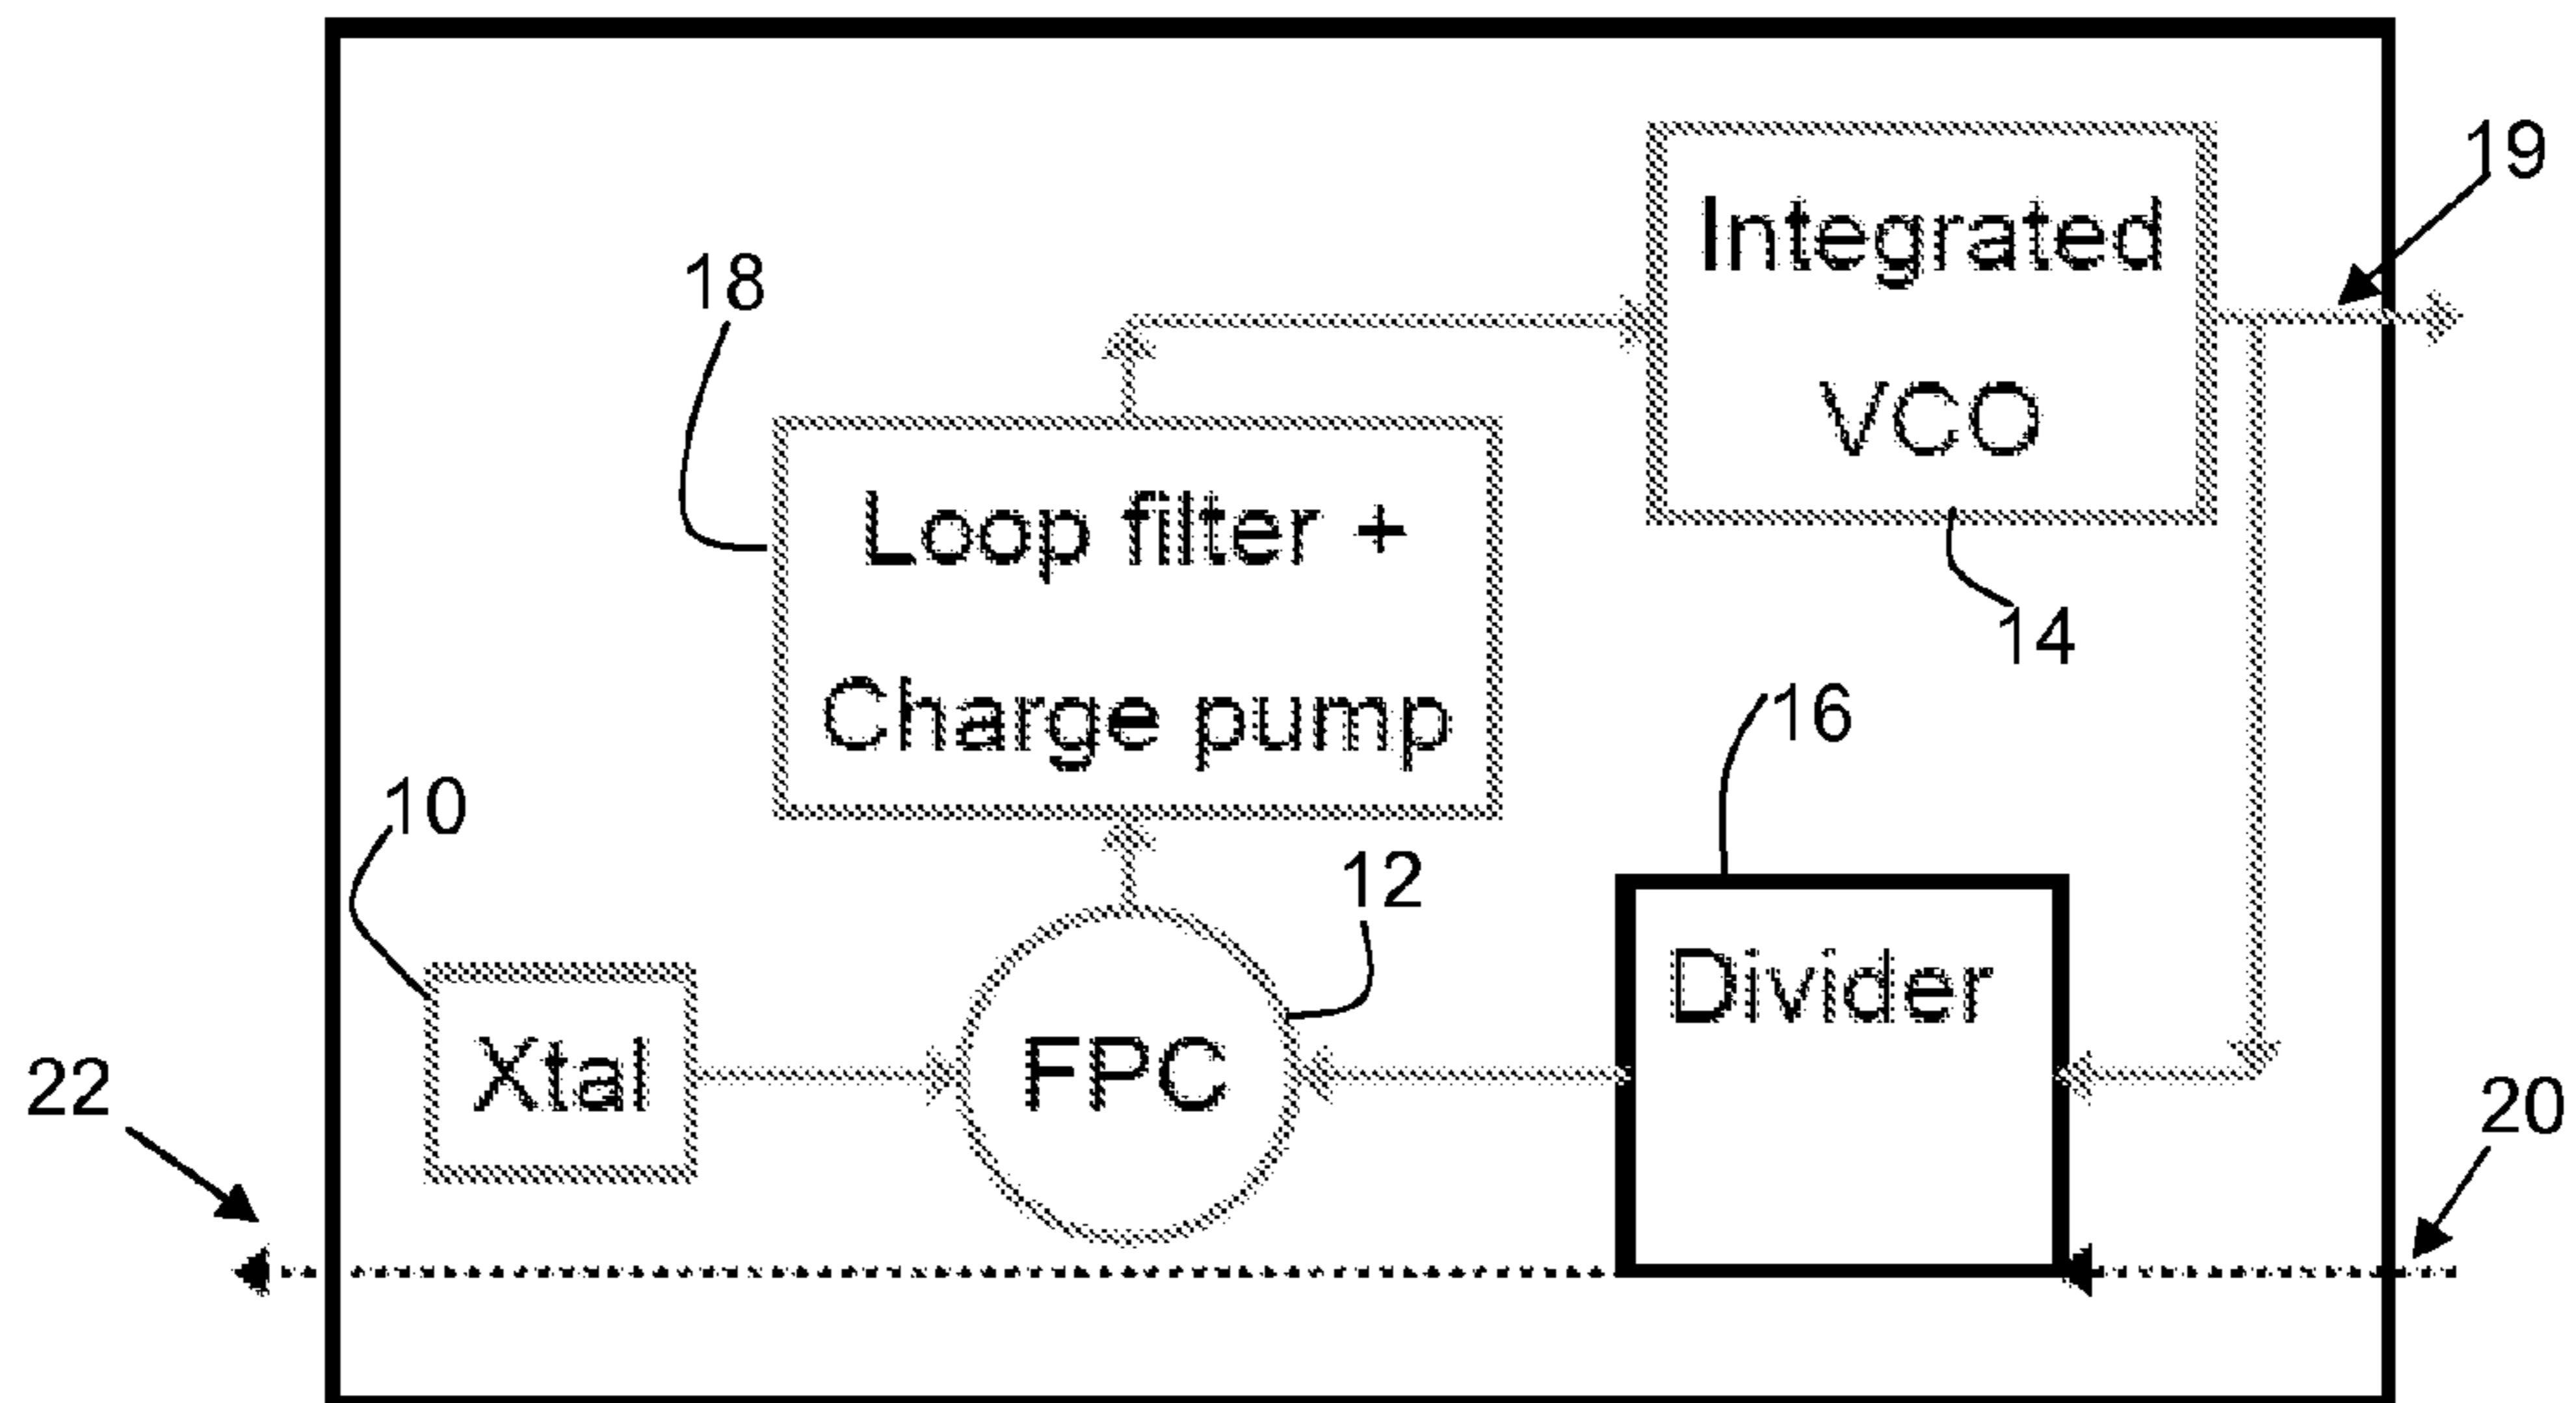 19
Integrated
VCO
18
14
Loop filter +
Charge pump
16
10
12
Divider
Xtal
FPC
22
20